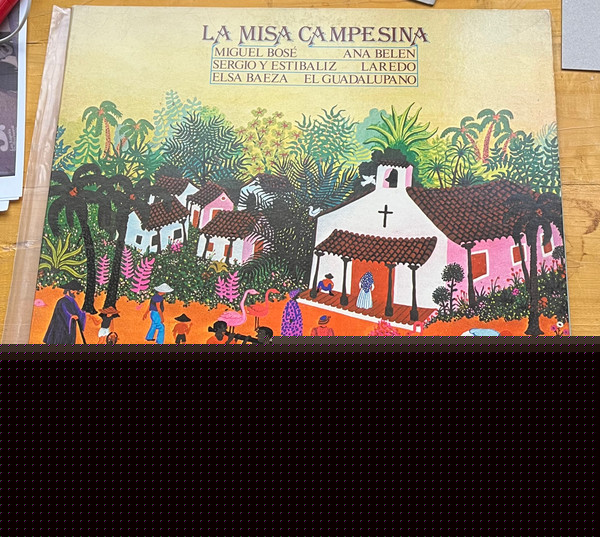 LA MISA CAMPESINA
MIGUEL BOSÉ ANA BELEN
SERGIO Y ESTIBALIZ LAREDO
ELSA BAEZA EL GUADALUPANO